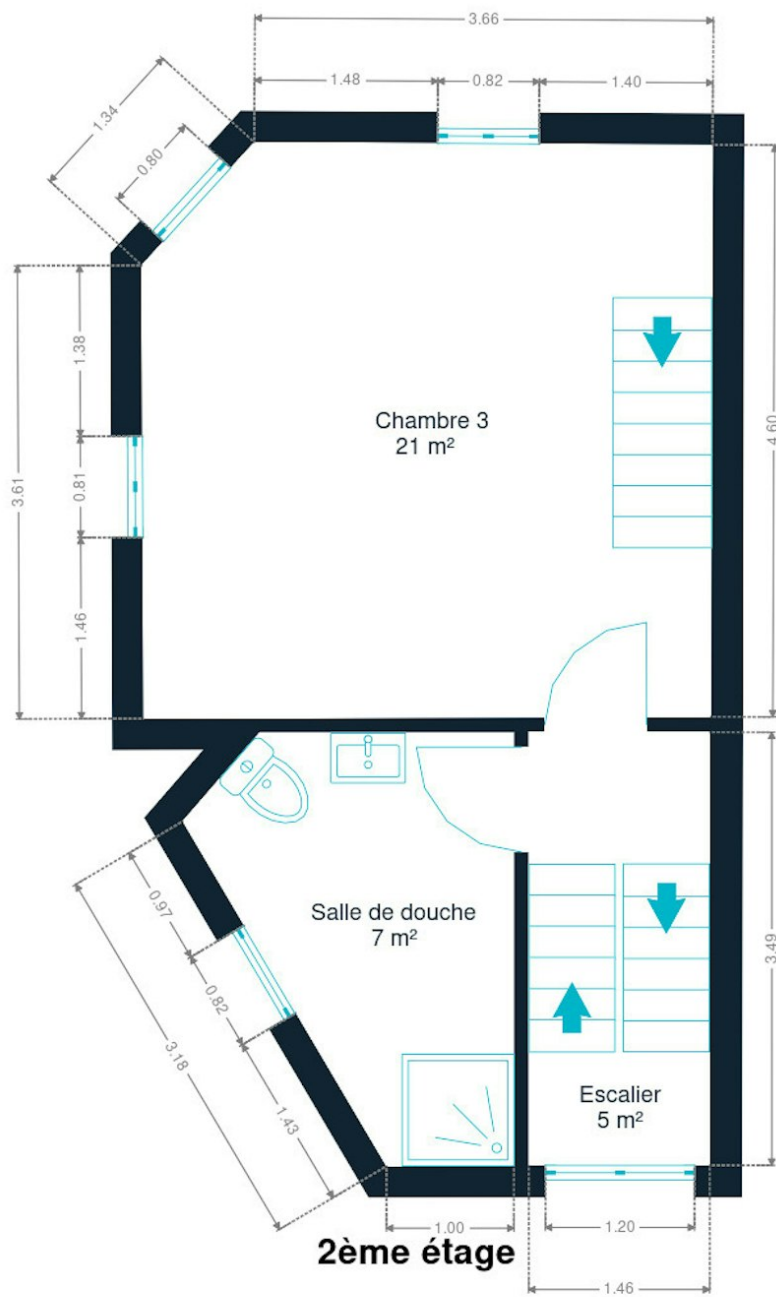 3.66
1.48
0.82
1.40
1.34
0.80
1.38
Chambre 3
21 m²
4.60
3.61
0.81
1.46
Salle de douche
7 m²
0.97
0.82
3.18
1.43
3.49
Escalier
5 m²
1.00
1.20
2ème étage
1.46